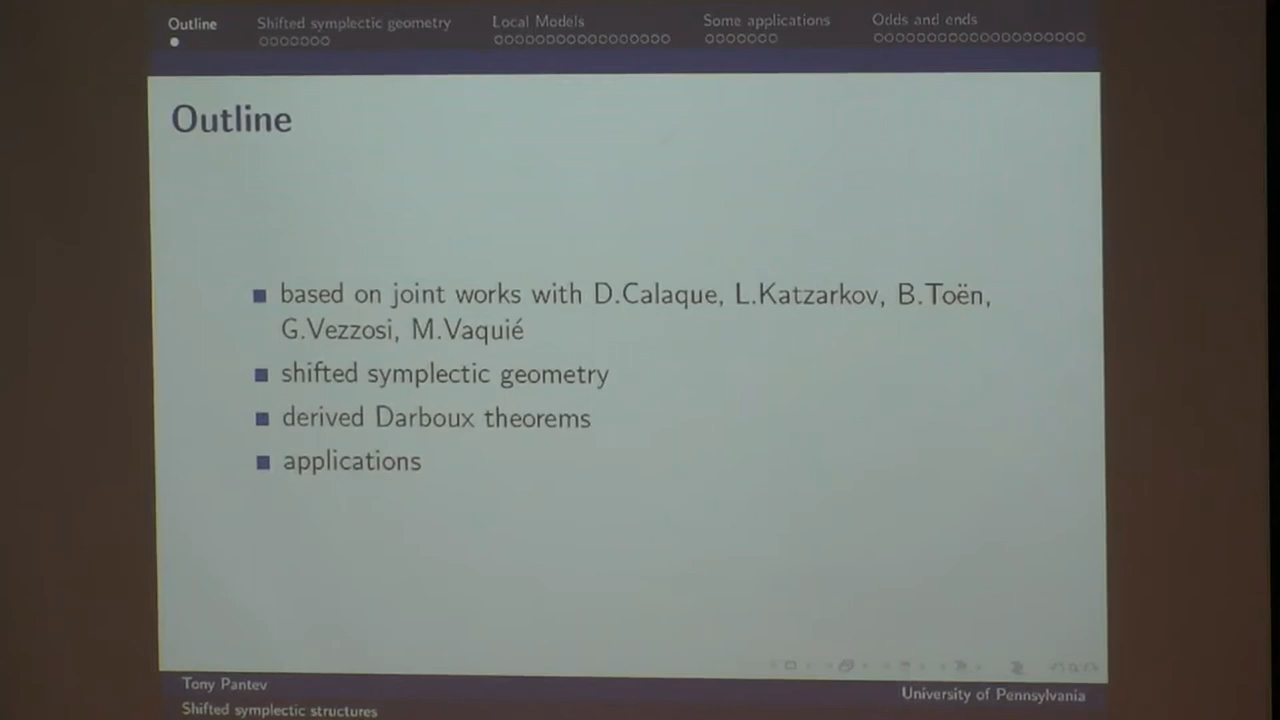 Outline
Shifted symplectic geometry
Local Models
Some applications
Odds and ends
Outline
based on joint works with D.Calaque, L.Katzarkov, B.Toën,
G.Vezzosi, M.Vaquié
shifted symplectic geometry
derived Darboux theorems
applications
Tony Pantev
University of Pennsylvania
Shifted symplectic structures